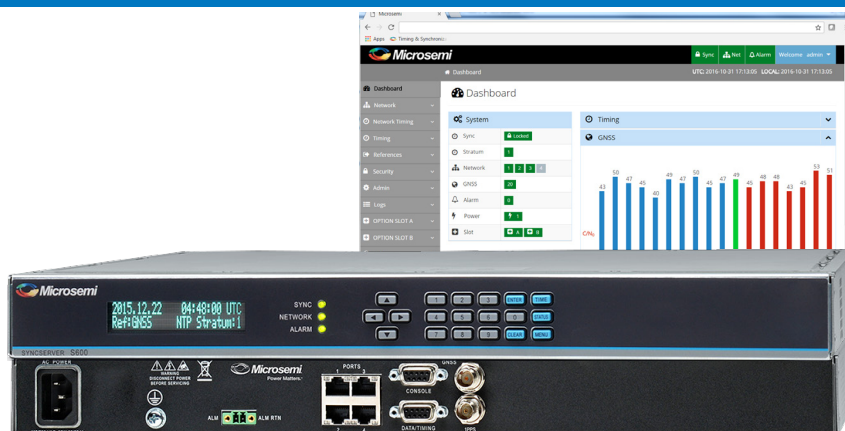 Microsemi
Apps Timing & Synchroniz
Microsemi
Sync Net Alarm Welcome admin
Dashboard
UTC: 2016-10-31 17:13:05 LOCAL: 2016-10-31 17:13:05
Dashboard
Network
Network Timing
Timing
References
Security
Admin
Logs
OPTION SLOT A
OPTION SLOT B
Dashboard
System
Sync Locked
Stratum 1
Network 1 2 3 4
GNSS 20
Alarm 0
Power 1
Slot A B
Timing
GNSS
43 50 47 45 40 49 47 50 45 47 49 45 48 48 43 45 53 51
C/N₀
Microsemi
2015.12.22 04:48:00 UTC
Ref:GNSS NTP Stratum:1
SYNC
NETWORK
ALARM
1 2 3 ENTER TIME
4 5 6 0 STATUS
7 8 9 CLEAR MENU
SYNCSERVER S600
AC POWER
WARNING
DISCONNECT POWER
BEFORE SERVICING
Microsemi
Power Matters.
ALM ALM RTN
PORTS
1 3
2 4
CONSOLE
DATA/TIMING
GNSS
1PPS